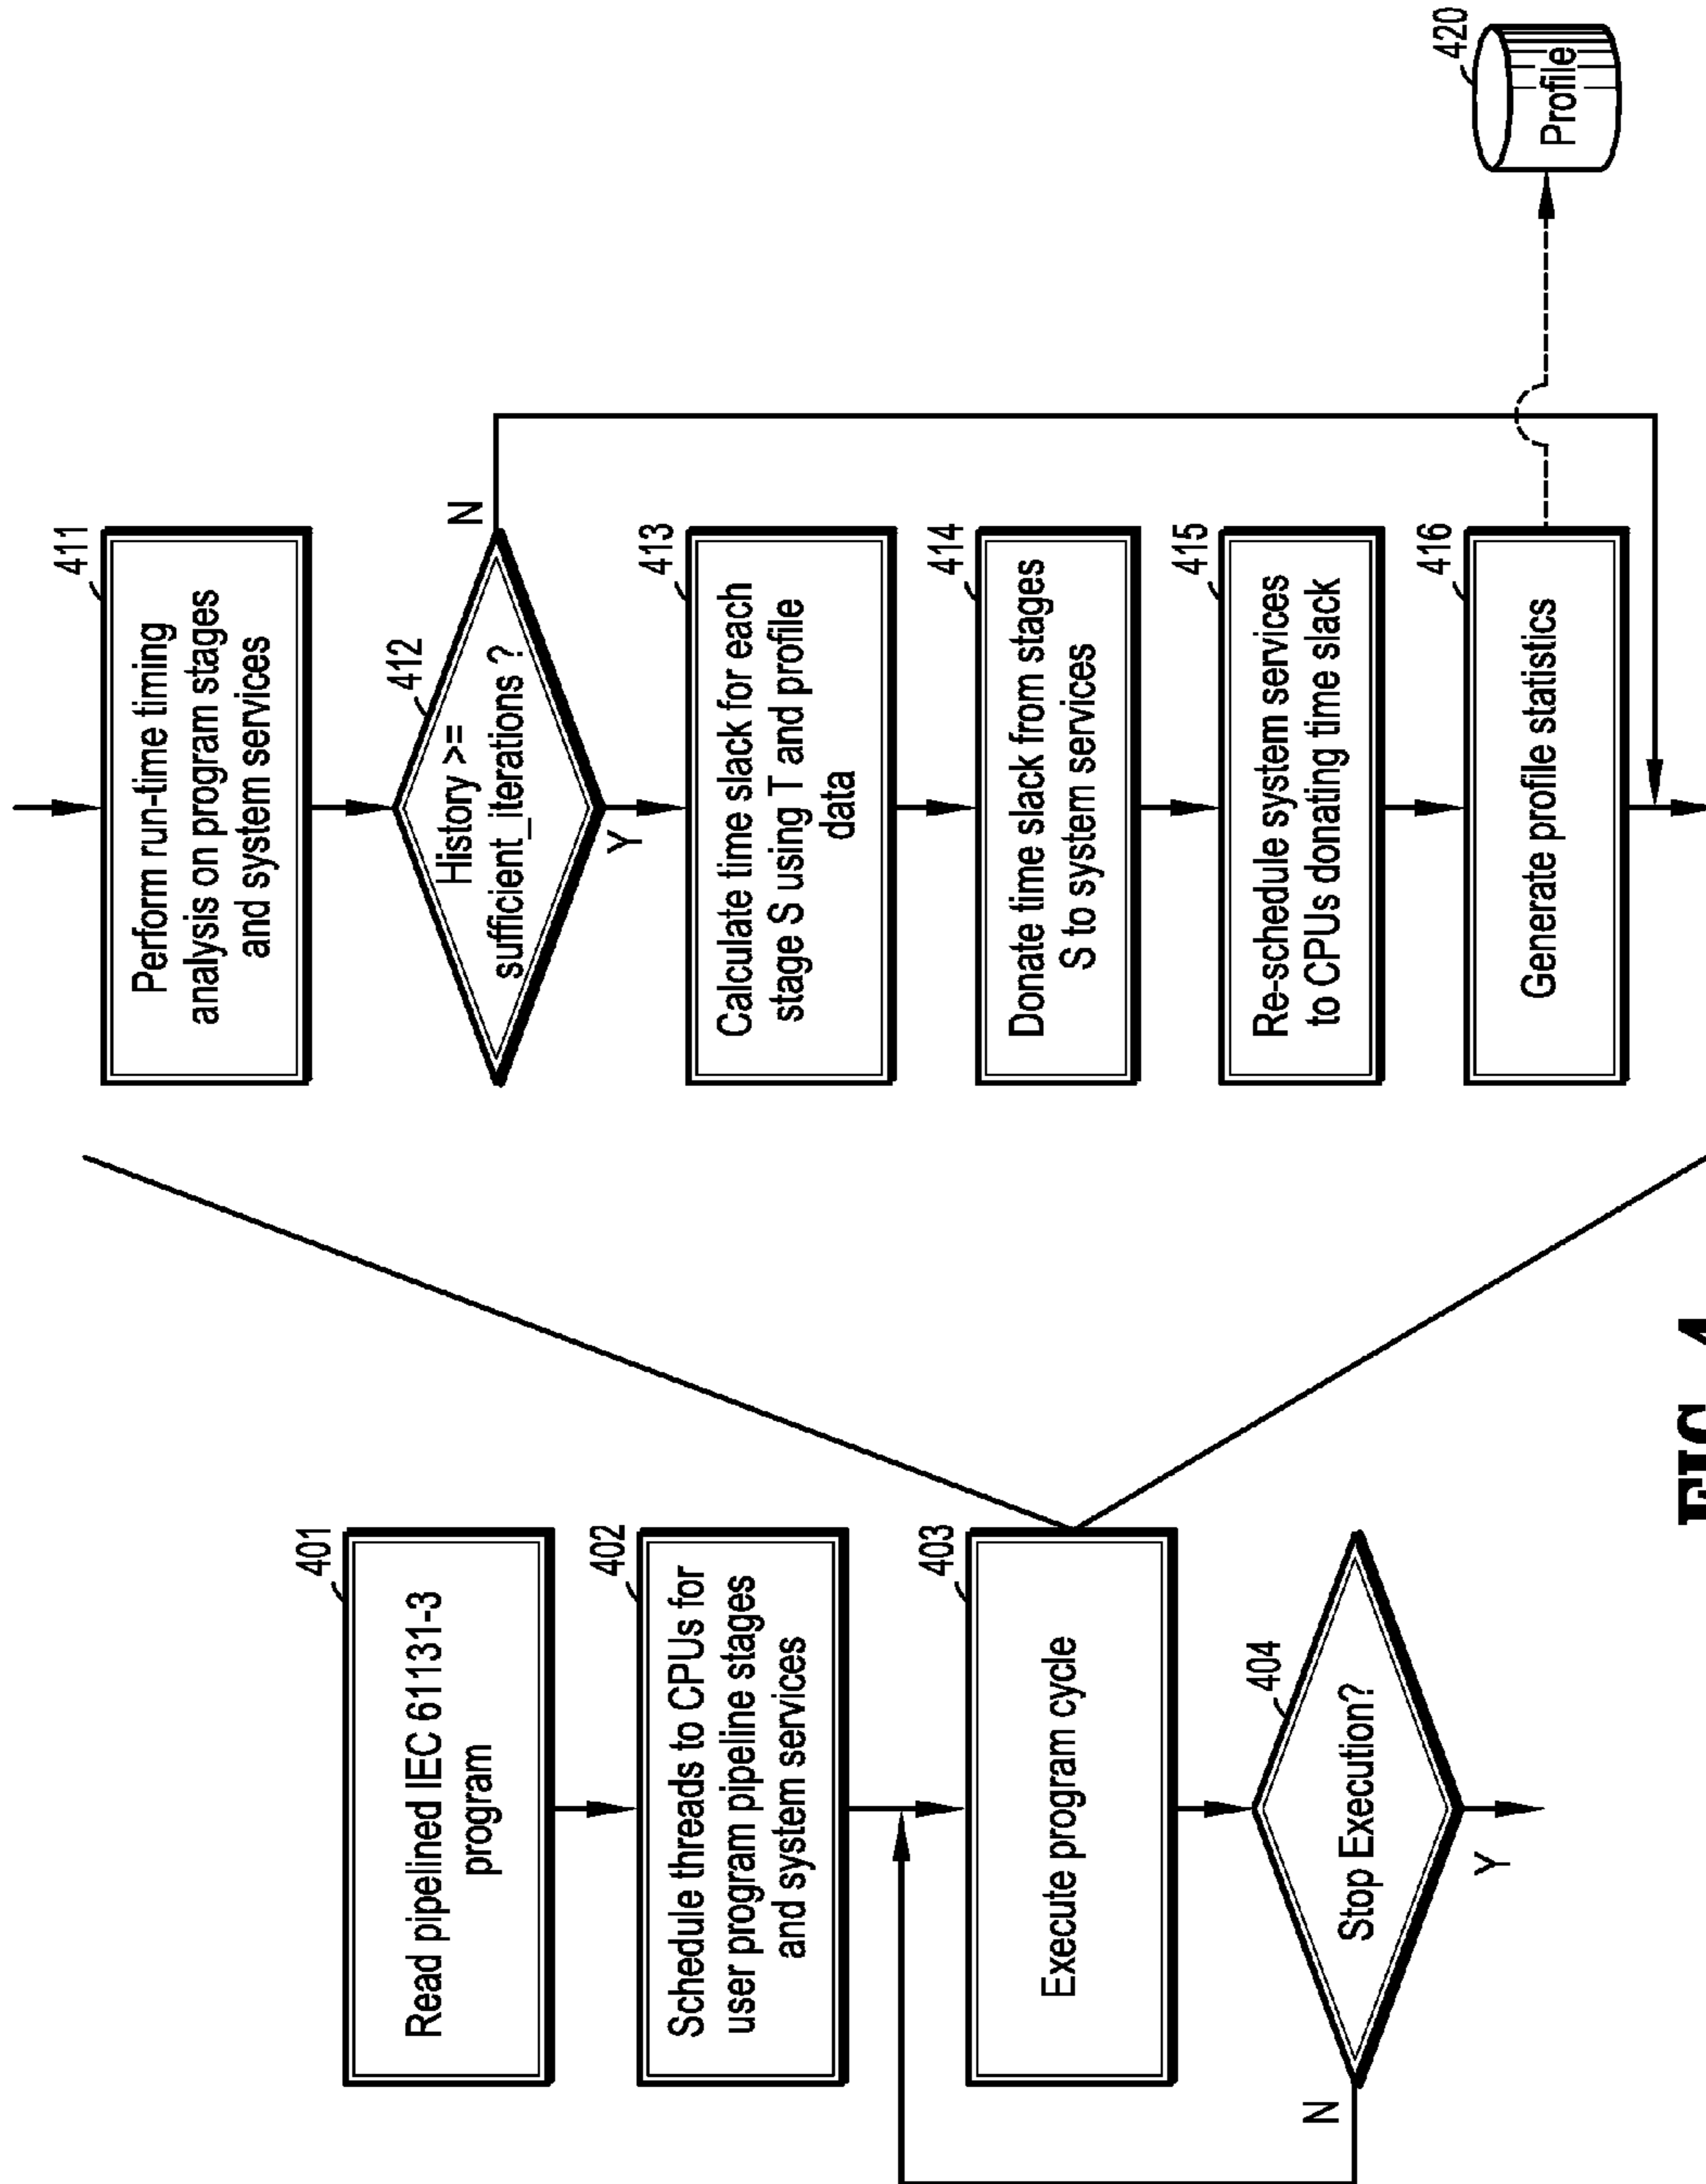 401
Read pipelined IEC 61131-3
program
402
Schedule threads to CPUs for
user program pipeline stages
and system services
403
Execute program cycle
404
Stop Execution?
N
Y
411
Perform run-time timing
analysis on program stages
and system services
412
History >=
sufficient_iterations ?
N
Y
413
Calculate time slack for each
stage S using T and profile
data
414
Donate time slack from stages
S to system services
415
Re-schedule system services
to CPUs donating time slack
416
Generate profile statistics
420
Profile
FIG. 4